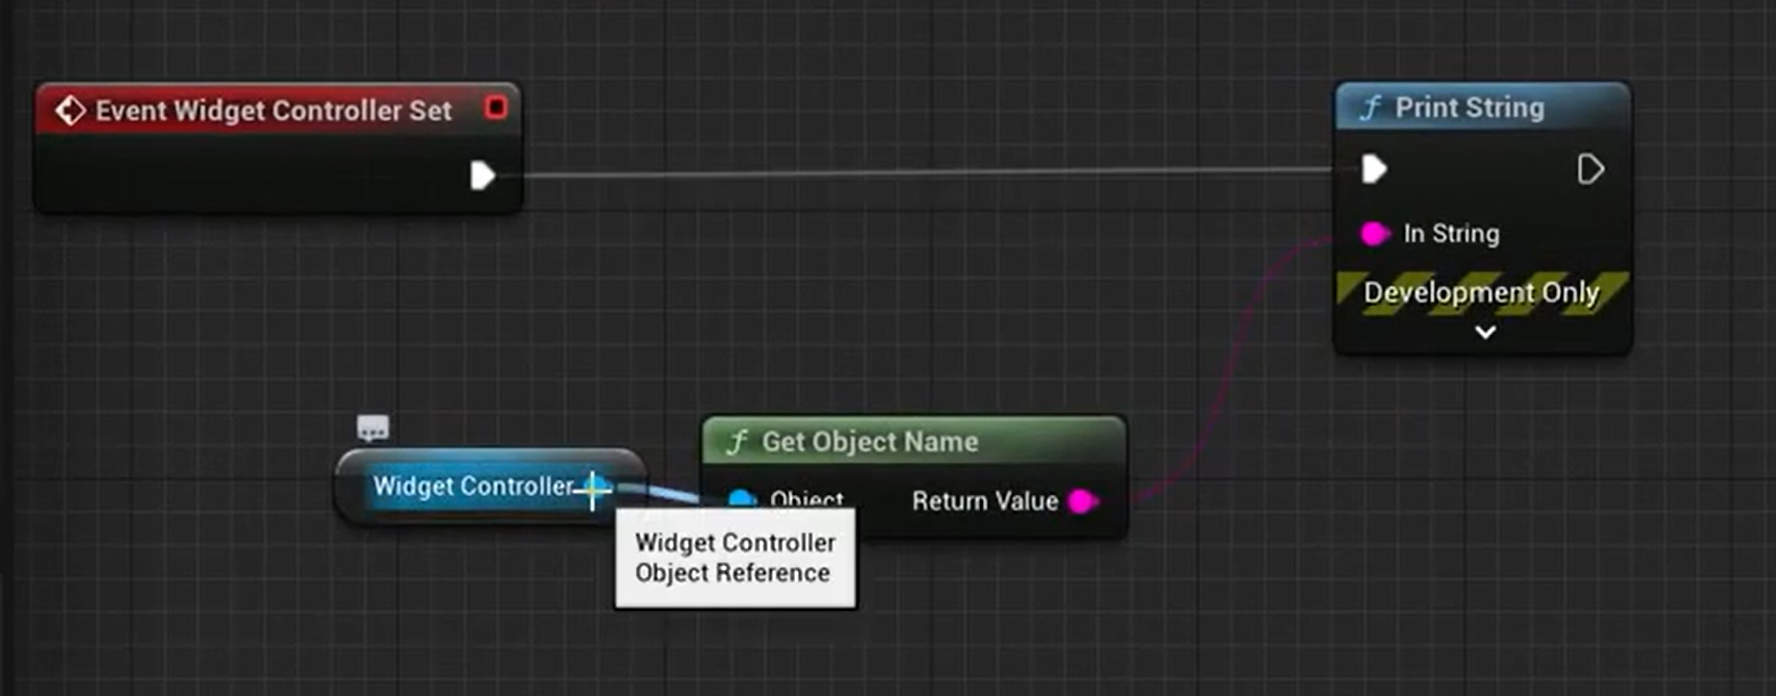 Event Widget Controller Set
Print String
In String
Development Only
Get Object Name
Widget Controller
Object
Return Value
Widget Controller
Object Reference